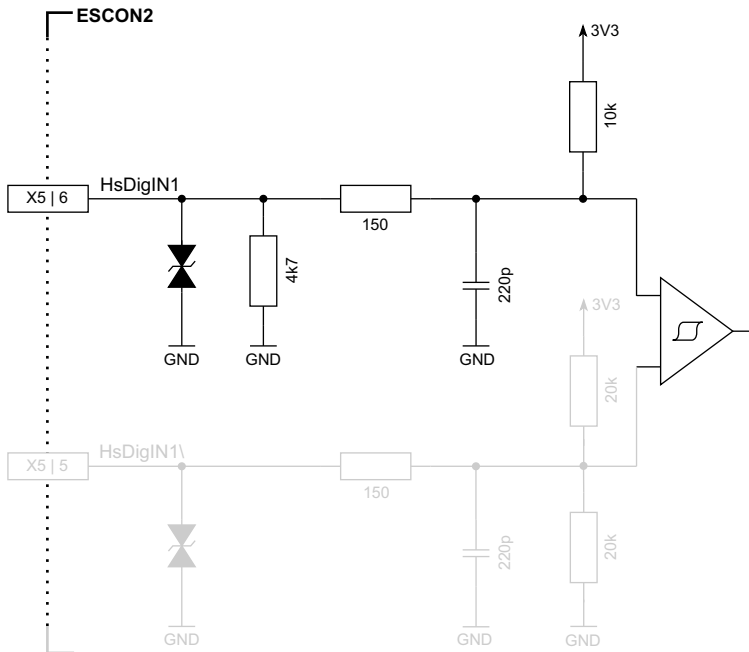 ESCON2
3V3
10k
HsDigIN1
X5 | 6
150
4k7
220p
GND
GND
GND
3V3
20k
HsDigIN1\
X5 | 5
150
220p
20k
GND
GND
GND